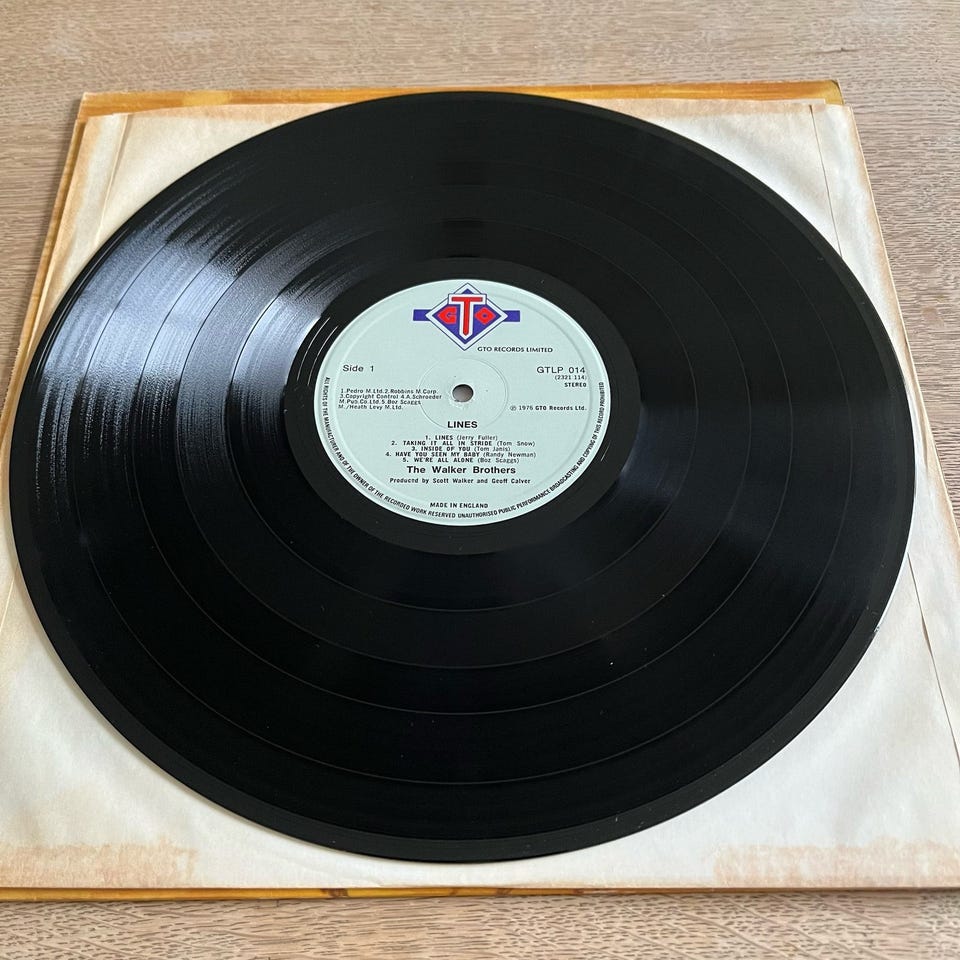 GTO
GTO RECORDS LIMITED
Side 1
GTLP 014
(2321 114)
STEREO
1.Pedro M.Ltd.2.Robbins M.Corp.
3.Copyright Control 4.A.Schroeder
M.Pub.Co.Ltd.5.Boz Scaggs
M./Heath Levy M.Ltd.
℗ 1976 GTO Records Ltd.
LINES
1. LINES (Jerry Fuller)
2. TAKING IT ALL IN STRIDE (Tom Snow)
3. INSIDE OF YOU (Tom Janis)
4. HAVE YOU SEEN MY BABY (Randy Newman)
5. WE'RE ALL ALONE (Boz Scaggs)
The Walker Brothers
Produced by Scott Walker and Geoff Calver
MADE IN ENGLAND
ALL RIGHTS OF THE MANUFACTURER AND OF THE OWNER OF THE RECORDED WORK RESERVED UNAUTHORISED PUBLIC PERFORMANCE BROADCASTING AND COPYING OF THIS RECORD PROHIBITED